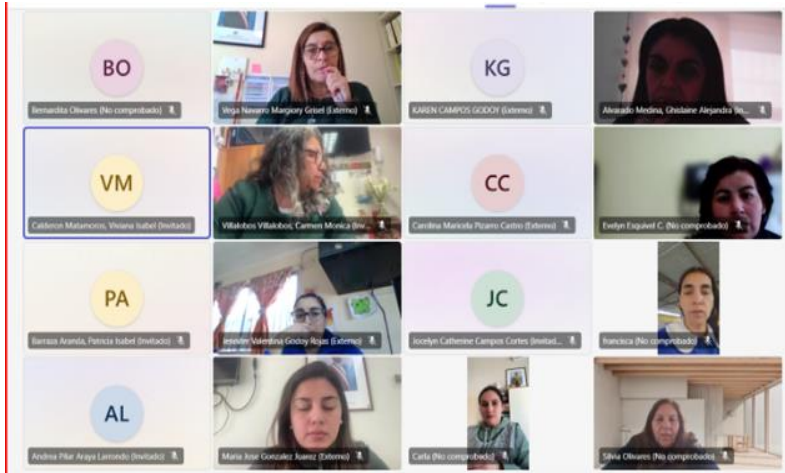 BO
Bernardita Olivares (No comprobado)
Vega Navarro Margiory Grisel (Externo)
KG
KAREN CAMPOS GODOY (Externo)
Alvarado Medina, Ghislaine Alejandra (In...
VM
Calderon Matamoros, Viviana Isabel (Invitado)
Villalobos Villalobos, Carmen Monica (Inv...
CC
Carolina Maricela Pizarro Castro (Externo)
Evelyn Esquivel C. (No comprobado)
PA
Barraza Aranda, Patricia Isabel (Invitado)
Jennifer Valentina Godoy Rojas (Externo)
JC
Jocelyn Catherine Campos Cortes (Invitad...
francisca (No comprobado)
AL
Andrea Pilar Araya Larrondo (Invitado)
Maria Jose Gonzalez Juarez (Externo)
Carla (No comprobado)
Silvia Olivares (No comprobado)